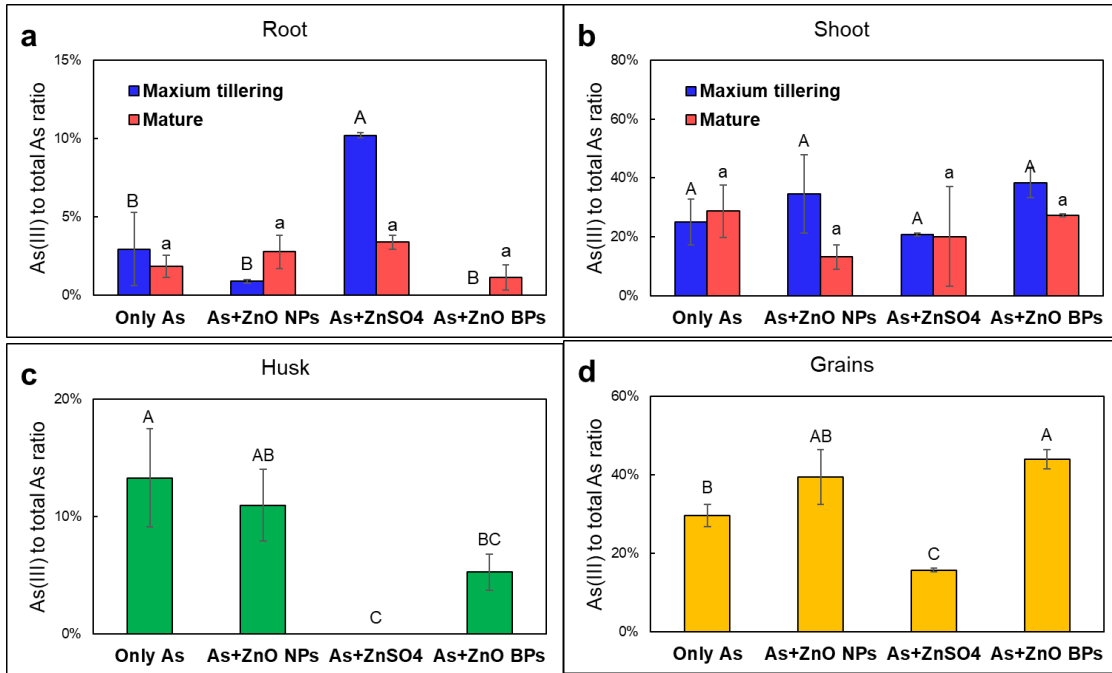 a
Root
15%
10%
5%
0%
As(III) to total As ratio
Maxium tillering
Mature
B
a
B
a
A
a
B
a
Only As
As+ZnO NPs
As+ZnSO4
As+ZnO BPs
b
Shoot
80%
60%
40%
20%
0%
As(III) to total As ratio
Maxium tillering
Mature
A
a
A
a
A
a
A
a
Only As
As+ZnO NPs
As+ZnSO4
As+ZnO BPs
c
Husk
20%
10%
0%
As(III) to total As ratio
A
AB
C
BC
Only As
As+ZnO NPs
As+ZnSO4
As+ZnO BPs
d
Grains
60%
40%
20%
0%
As(III) to total As ratio
B
AB
C
A
Only As
As+ZnO NPs
As+ZnSO4
As+ZnO BPs